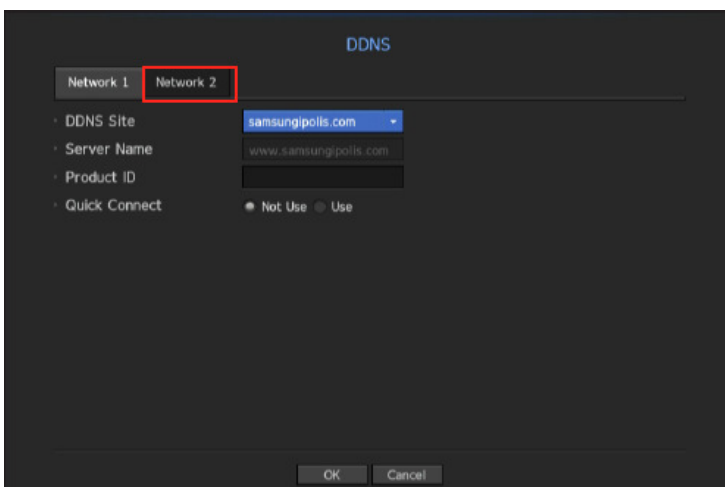 DDNS
Network 1 Network 2
DDNS Site samsungipolis.com
Server Name www.samsungipolis.com
Product ID
Quick Connect Not Use Use
OK Cancel